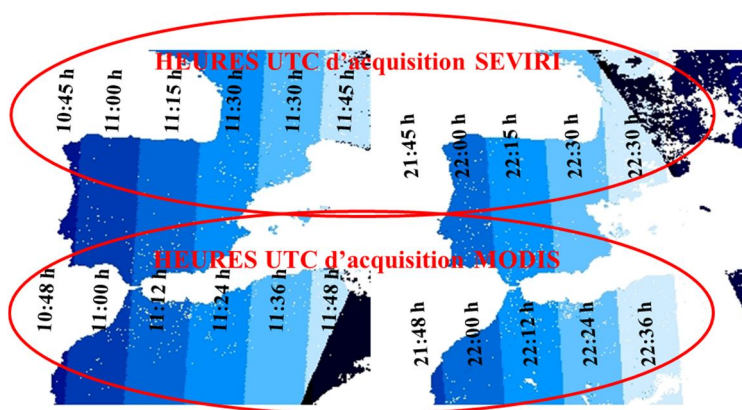 HEURES UTC d’acquisition SEVIRI
10:45 h
11:00 h
11:15 h
11:30 h
11:30 h
11:45 h
21:45 h
22:00 h
22:15 h
22:30 h
22:30 h
HEURES UTC d’acquisition MODIS
10:48 h
11:00 h
11:12 h
11:24 h
11:36 h
11:48 h
21:48 h
22:00 h
22:12 h
22:24 h
22:36 h